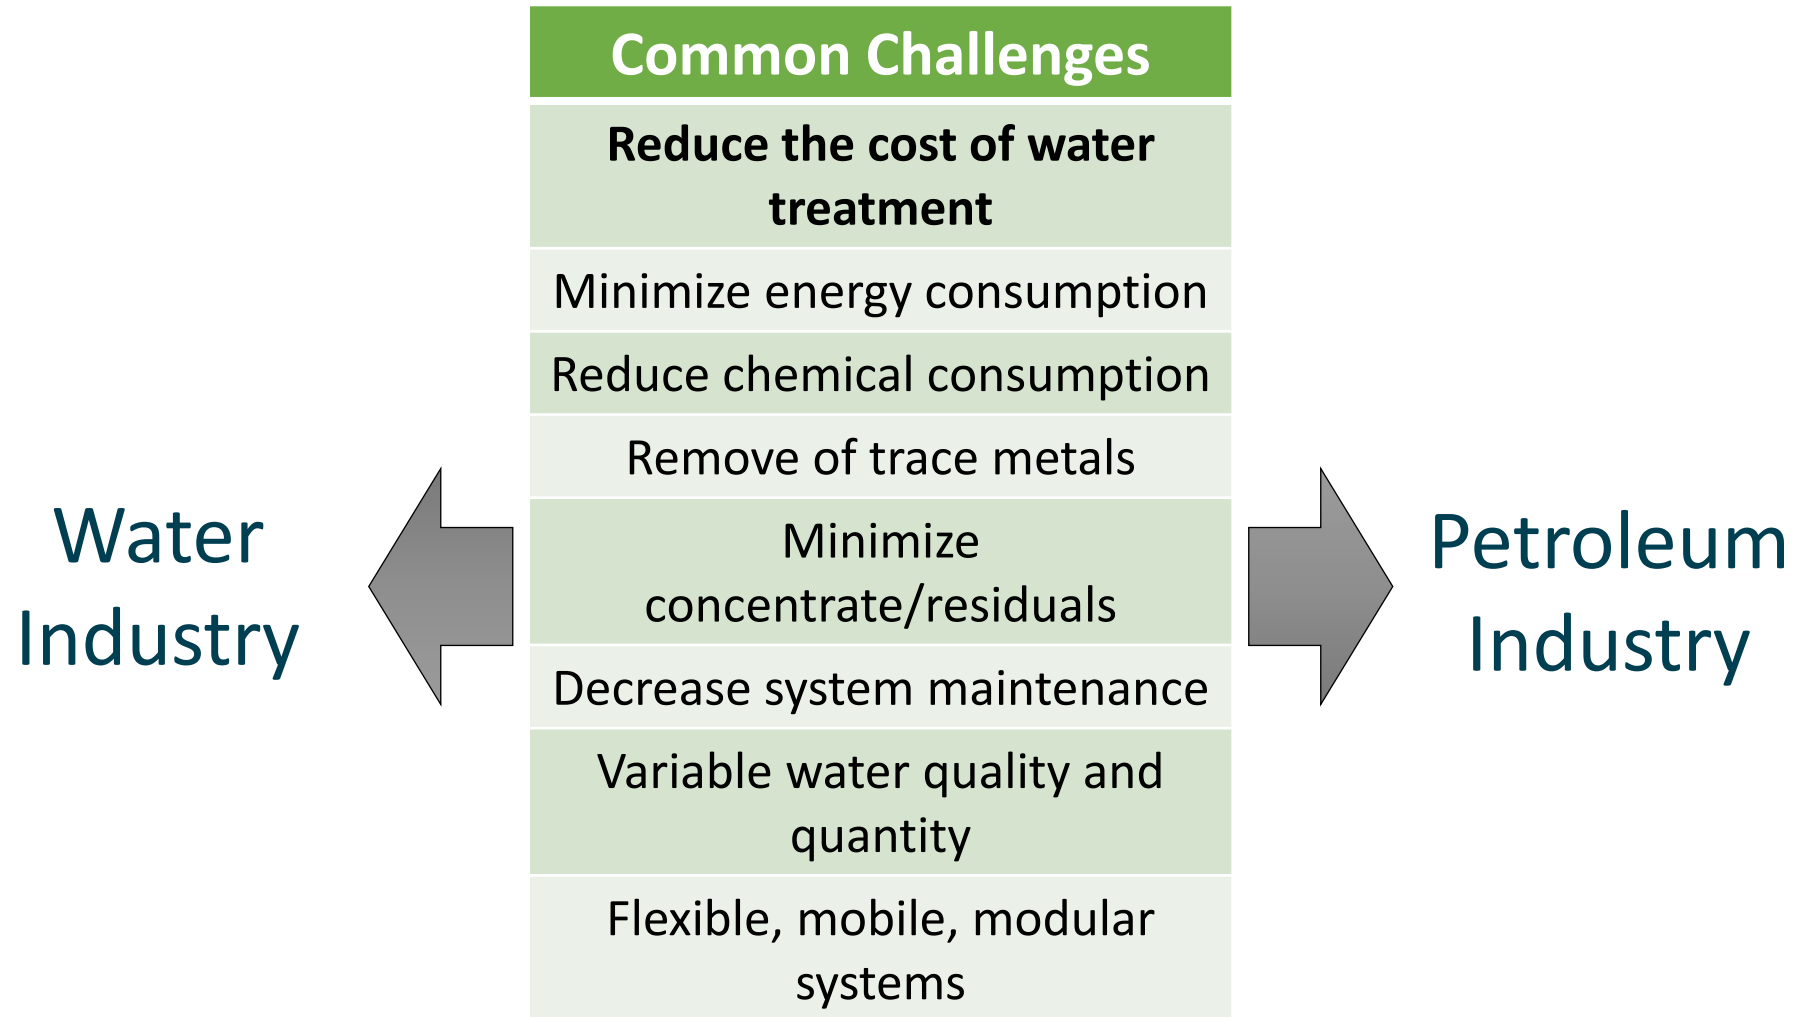 Common Challenges
Reduce the cost of water
treatment
Minimize energy consumption
Reduce chemical consumption
Remove of trace metals
Minimize
concentrate/residuals
Decrease system maintenance
Variable water quality and
quantity
Flexible, mobile, modular
systems
Water
Industry
Petroleum
Industry